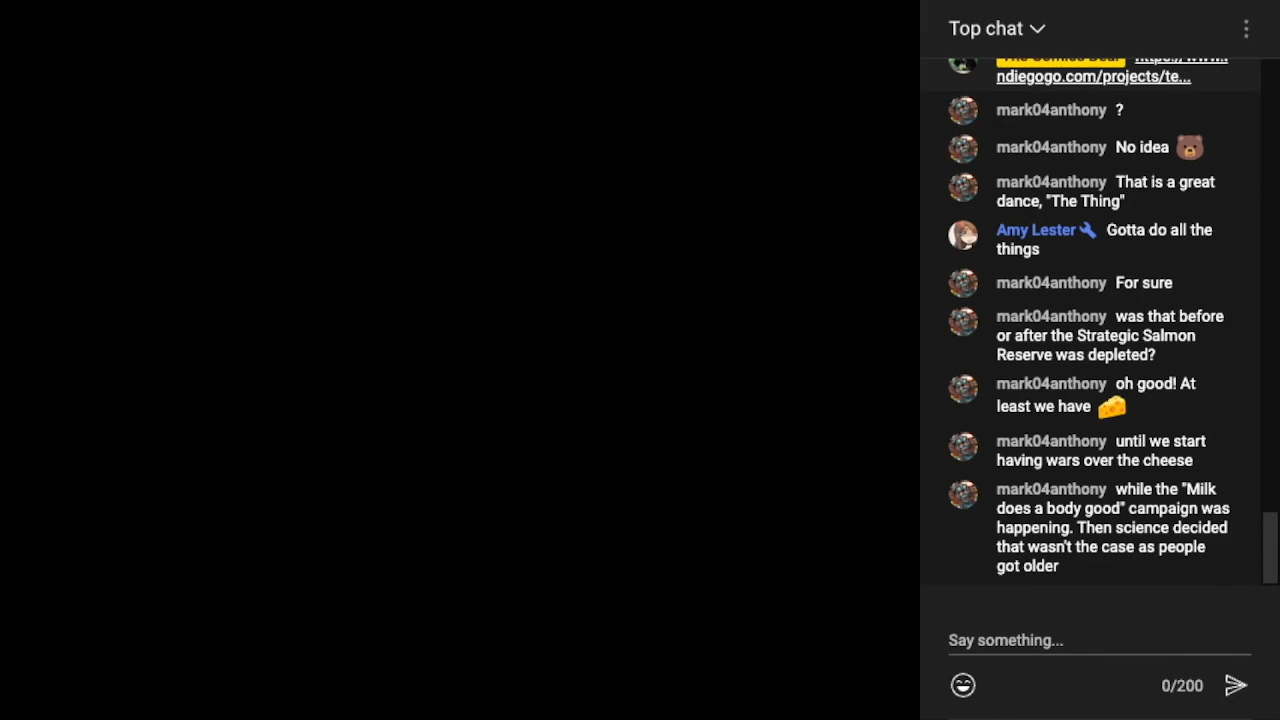 Top chat
ndiegogo.com/projects/te...
mark04anthony ?
mark04anthony No idea
mark04anthony That is a great
dance, "The Thing"
Amy Lester Gotta do all the
things
mark04anthony For sure
mark04anthony was that before
or after the Strategic Salmon
Reserve was depleted?
mark04anthony oh good! At
least we have
mark04anthony until we start
having wars over the cheese
mark04anthony while the "Milk
does a body good" campaign was
happening. Then science decided
that wasn't the case as people
got older
Say something...
0/200